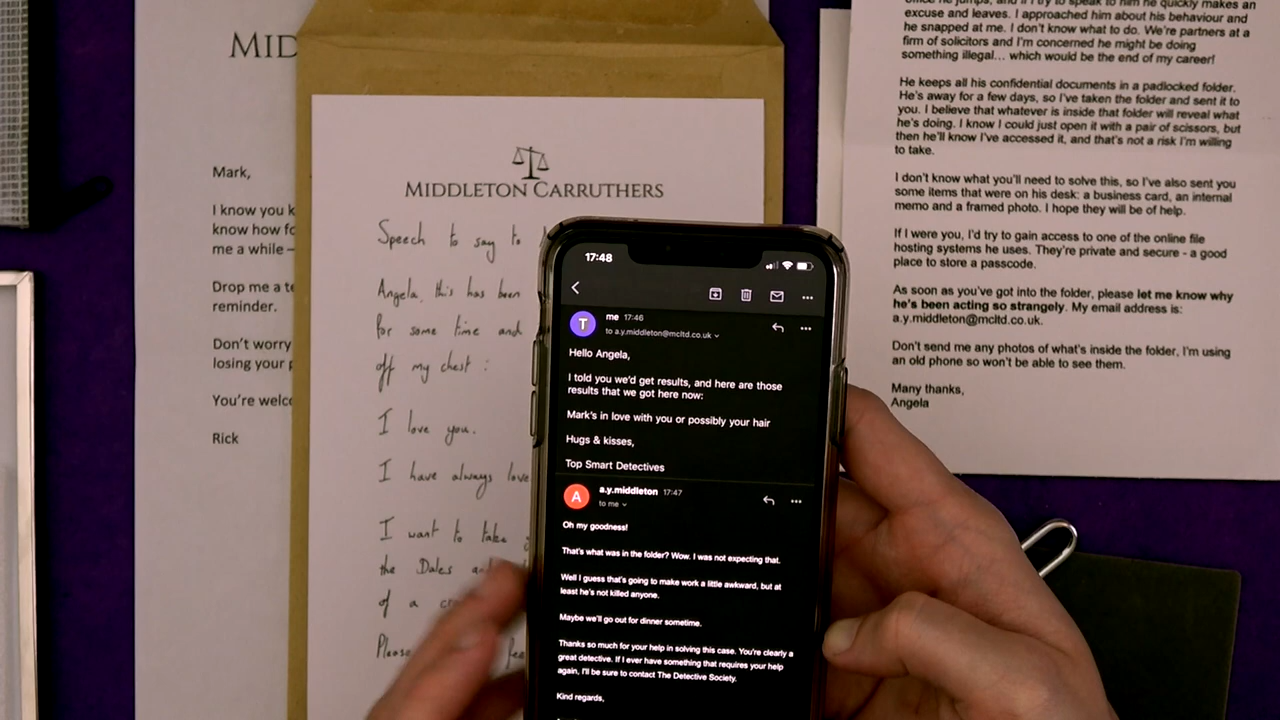 MID
Mark,
I know you k
know how fo
me a while –
Drop me a te
reminder.
Don't worry
losing your p
You're welc
Rick
MIDDLETON CARRUTHERS
Speech to say to
Angela, this has been
for some time and
off my chest:
I love you.
I have always love
I want to take
the Dales an
of a
Please
17:48
me 17:46
to a.y.middleton@mcltd.co.uk
Hello Angela,
I told you we'd get results, and here are those
results that we got here now:
Mark's in love with you or possibly your hair
Hugs & kisses,
Top Smart Detectives
T
A
a.y.middleton 17:47
to me
Oh my goodness!
That's what was in the folder? Wow. I was not expecting that.
Well I guess that's going to make work a little awkward, but at
least he's not killed anyone.
Maybe we'll go out for dinner sometime.
Thanks so much for your help in solving this case. You're clearly a
great detective. If I ever have something that requires your help
again, I'll be sure to contact The Detective Society.
Kind regards,
office he jumps, and if I try to speak to him he quickly makes an
excuse and leaves. I approached him about his behaviour and
he snapped at me. I don't know what to do. We're partners at a
firm of solicitors and I'm concerned he might be doing
something illegal... which would be the end of my career!
He keeps all his confidential documents in a padlocked folder.
He's away for a few days, so I've taken the folder and sent it to
you. I believe that whatever is inside that folder will reveal what
he's doing. I know I could just open it with a pair of scissors, but
then he'll know I've accessed it, and that's not a risk I'm willing
to take.
I don't know what you'll need to solve this, so I've also sent you
some items that were on his desk: a business card, an internal
memo and a framed photo. I hope they will be of help.
If I were you, I'd try to gain access to one of the online file
hosting systems he uses. They're private and secure - a good
place to store a passcode.
As soon as you've got into the folder, please let me know why
he's been acting so strangely. My email address is:
a.y.middleton@mcltd.co.uk.
Don't send me any photos of what's inside the folder, I'm using
an old phone so won't be able to see them.
Many thanks,
Angela